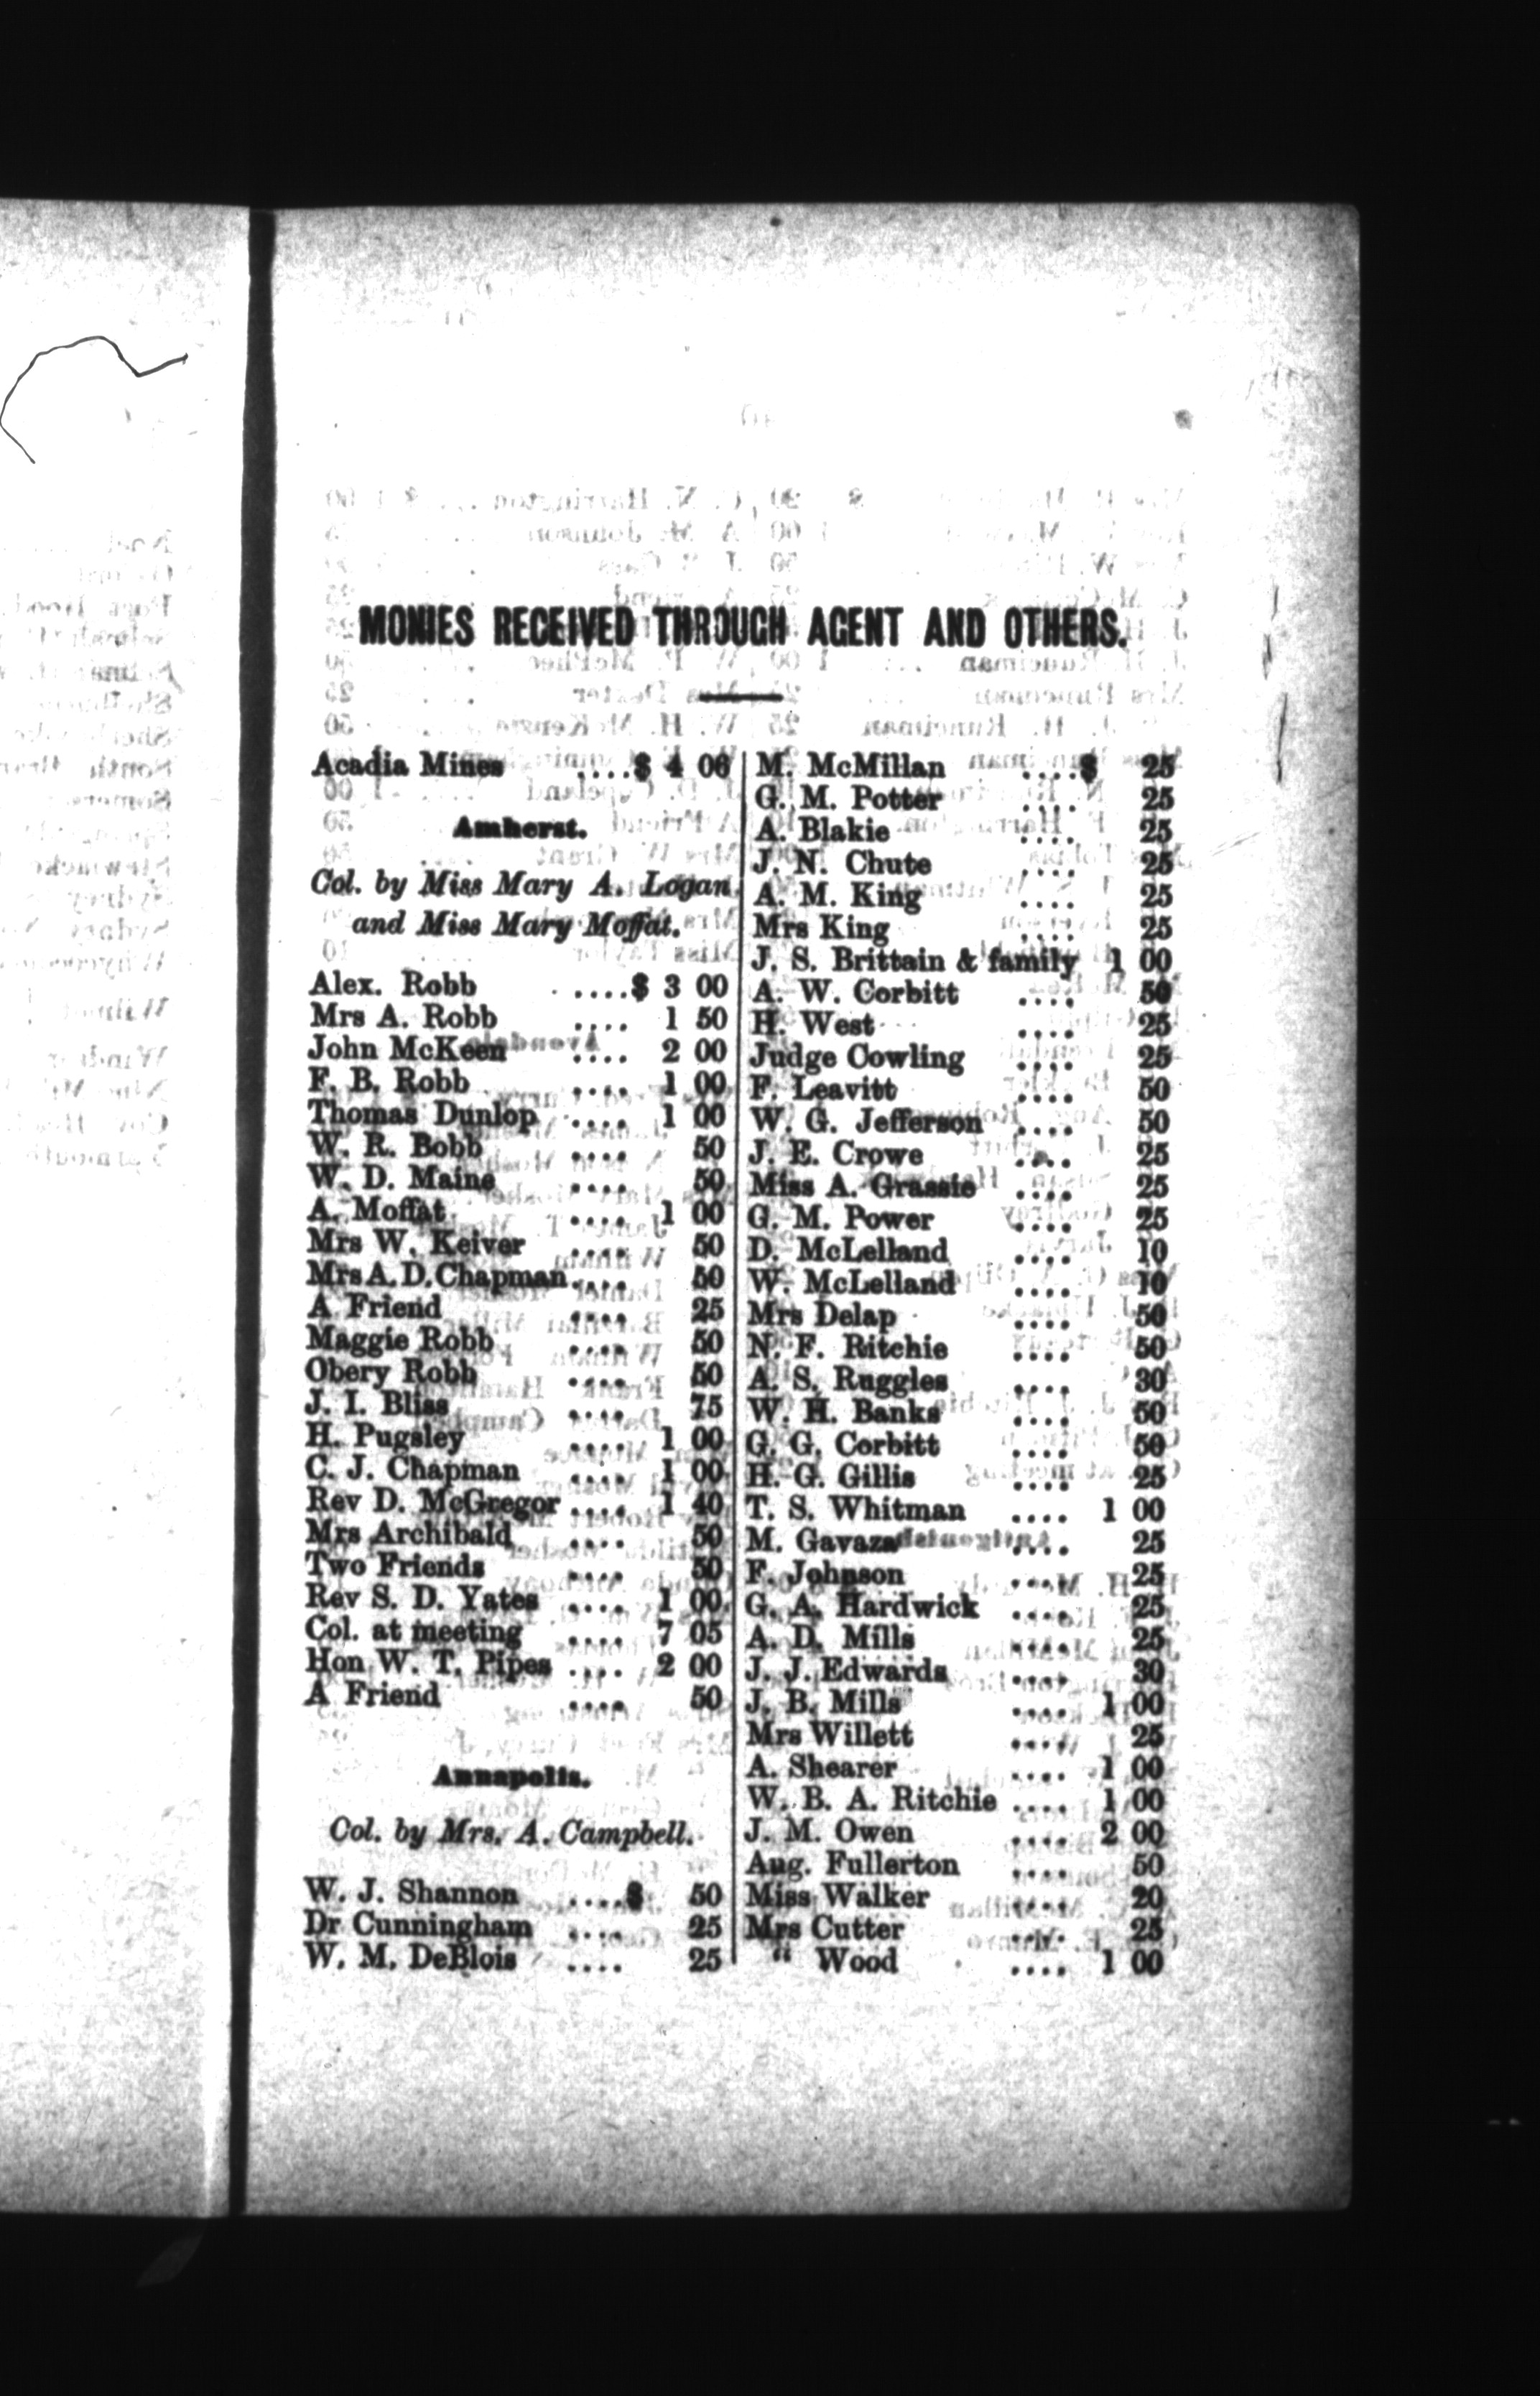 MONIES RECEIVED THROUGH AGENT AND OTHERS.
Acadia Mines ....$ 4 06
Amherst.
Col. by Miss Mary A. Logan
and Miss Mary Moffat.
Alex. Robb ....$ 3 00
Mrs A. Robb .... 1 50
John McKeen .... 2 00
F. B. Robb .... 1 00
Thomas Dunlop .... 1 00
W. R. Bobb .... 50
W. D. Maine .... 50
A. Moffat .... 1 00
Mrs W. Keiver .... 50
Mrs A. D. Chapman .... 50
A Friend .... 25
Maggie Robb .... 50
Obery Robb .... 50
J. I. Bliss .... 75
H. Pugsley .... 1 00
C. J. Chapman .... 1 00
Rev D. McGregor .... 1 40
Mrs Archibald .... 50
Two Friends .... 50
Rev S. D. Yates .... 1 00
Col. at meeting .... 7 05
Hon W. T. Pipes .... 2 00
A Friend .... 50
Annapolis.
Col. by Mrs. A. Campbell.
W. J. Shannon ....$ 50
Dr Cunningham .... 25
W. M. DeBlois .... 25
M. McMillan ....$ 25
G. M. Potter .... 25
A. Blakie .... 25
J. N. Chute .... 25
A. M. King .... 25
Mrs King .... 25
J. S. Brittain & family 1 00
A. W. Corbitt .... 50
H. West .... 25
Judge Cowling .... 25
F. Leavitt .... 50
W. G. Jefferson .... 50
J. E. Crowe .... 25
Miss A. Grassie .... 25
G. M. Power .... 25
D. McLelland .... 10
W. McLelland .... 10
Mrs Delap .... 50
N. F. Ritchie .... 50
A. S. Ruggles .... 30
W. H. Banks .... 50
G. G. Corbitt .... 50
H. G. Gillis .... 25
T. S. Whitman .... 1 00
M. Gavaza .... 25
F. Johnson .... 25
G. A. Hardwick .... 25
A. D. Mills .... 25
J. J. Edwards .... 30
J. B. Mills .... 1 00
Mrs Willett .... 25
A. Shearer .... 1 00
W. B. A. Ritchie .... 1 00
J. M. Owen .... 2 00
Aug. Fullerton .... 50
Miss Walker .... 20
Mrs Cutter .... 25
" Wood .... 1 00